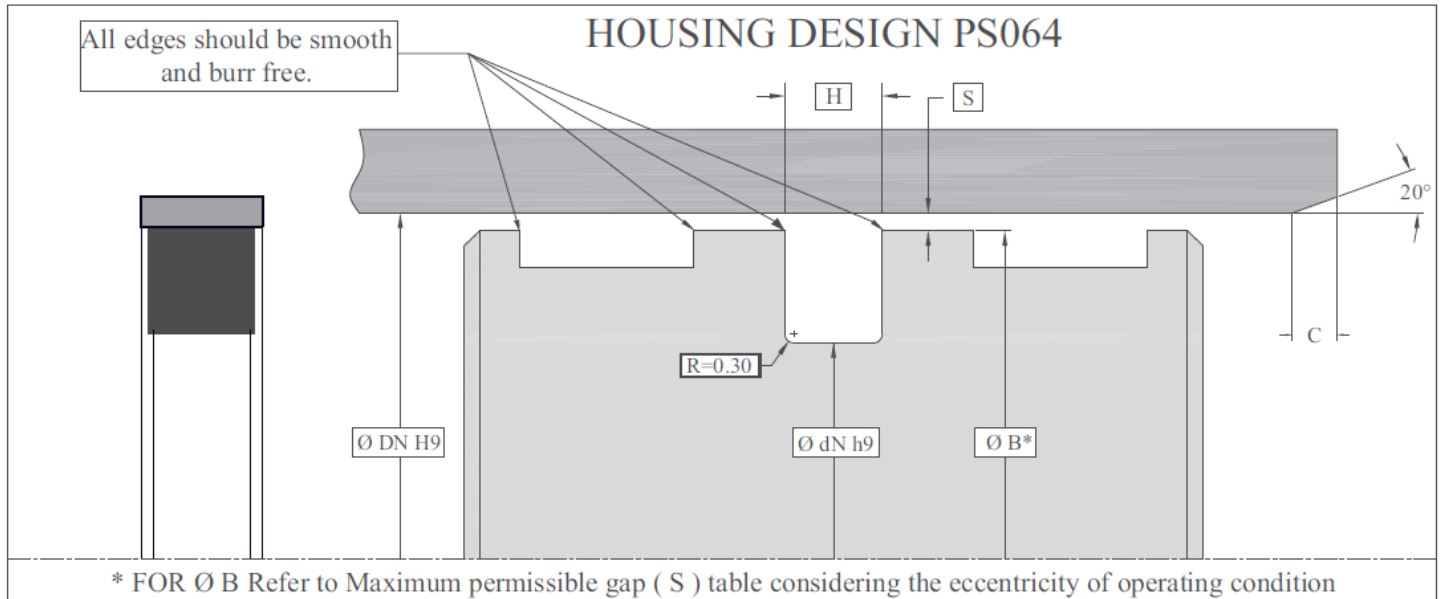 HOUSING DESIGN PS064
All edges should be smooth
and burr free.
H
S
20°
C
R=0.30
Ø DN H9
Ø dN h9
Ø B*
* FOR Ø B Refer to Maximum permissible gap ( S ) table considering the eccentricity of operating condition